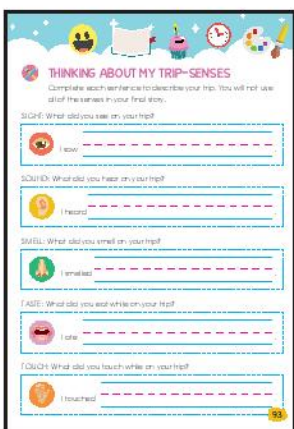 THINKING ABOUT MY TRIP-SENSES
Complete each sentence to describe your trip. You will not use
all of the senses in your final story.
SIGHT: What did you see on your trip?
I saw
SOUND: What did you hear on your trip?
I heard
SMELL: What did you smell on your trip?
I smelled
TASTE: What did you eat while on your trip?
I ate
TOUCH: What did you touch while on your trip?
I touched
93